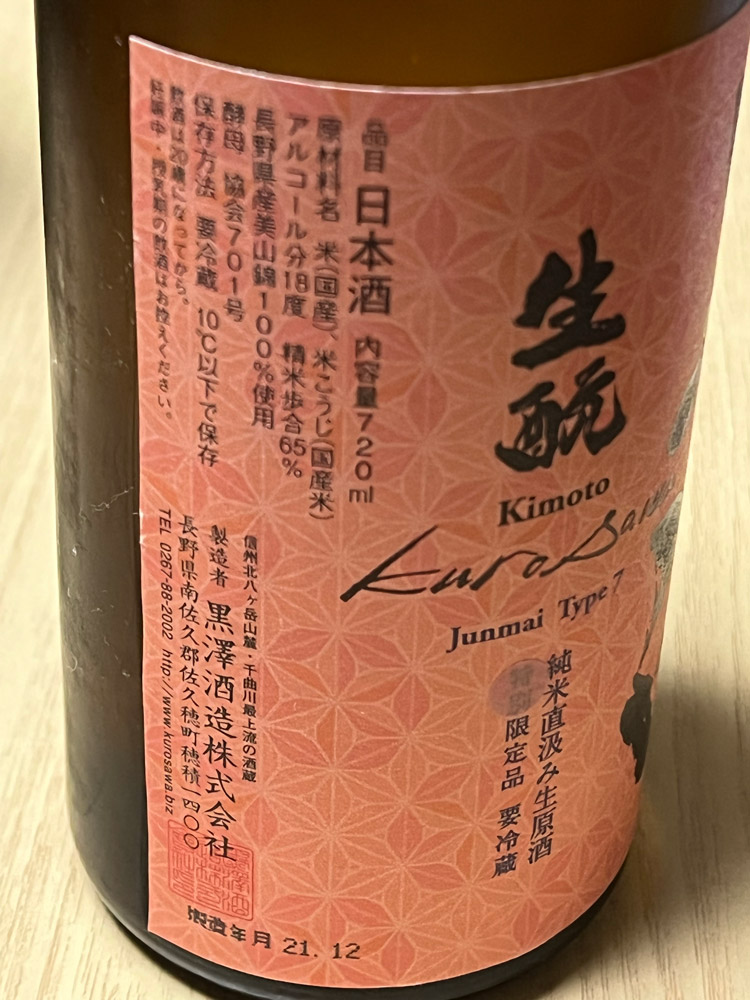 生酛
Kimoto
Kurosawa
Junmai Type 7
純米直汲み生原酒
特別限定品 要冷蔵
品目 日本酒 内容量720ml
原材料名 米(国産)、米こうじ(国産米)
アルコール分18度 精米歩合65%
長野県産美山錦100%使用
酵母 協会701号
保存方法 要冷蔵 10℃以下で保存
飲酒は20歳になってから。
妊娠中・授乳期の飲酒はお控えください。
信州北八ヶ岳山麓・千曲川最上流の酒蔵
製造者 黒澤酒造株式会社
長野県南佐久郡佐久穂町穂積一四〇〇
TEL 0267-88-2002 http://www.kurosawa.biz
製造年月 21.12